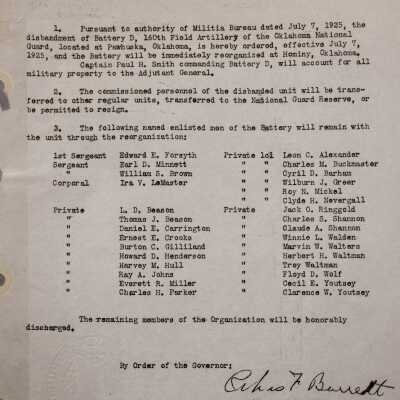 1. Pursuant to authority of Militia Bureau dated July 7, 1925, the
disbandment of Battery D, 160th Field Artillery of the Oklahoma National
Guard, located at Pawhuska, Oklahoma, is hereby ordered, effective July 7,
1925, and the Battery will be immediately reorganized at Hominy, Oklahoma.
Captain Paul H. Smith commanding Battery D, will account for all
military property to the Adjutant General.
2. The commissioned personnel of the disbanded unit will be trans-
ferred to other regular units, transferred to the National Guard Reserve, or
be permitted to resign.
3. The following named enlisted men of the Battery will remain with
the unit through the reorganization:
1st Sergeant Edward E. Forsyth Private 1cl Leon C. Alexander
Sergeant Earl D. Minnett " " Charles M. Buckmaster
" William S. Brown " " Cyril D. Barham
Corporal Ira V. LeMaster " " Wilburn J. Greer
" " Roy N. Mickel
" " Clyde H. Nevergall
Private L. D. Beason Private Jack O. Ringgold
" Thomas J. Beason " Charles S. Shannon
" Daniel E. Carrington " Claude A. Shannon
" Ernest E. Crooks " Winnie L. Walden
" Burton C. Gilliland " Marvin W. Walters
" Howard D. Henderson " Herbert H. Waltman
" Harvey M. Hull " Troy Waltman
" Ray A. Johns " Floyd D. Wolf
" Everett R. Miller " Cecil E. Youtsey
" Charles H. Parker " Clarence W. Youtsey
The remaining members of the Organization will be honorably
discharged.
By Order of the Governor:
Chas F Barrett